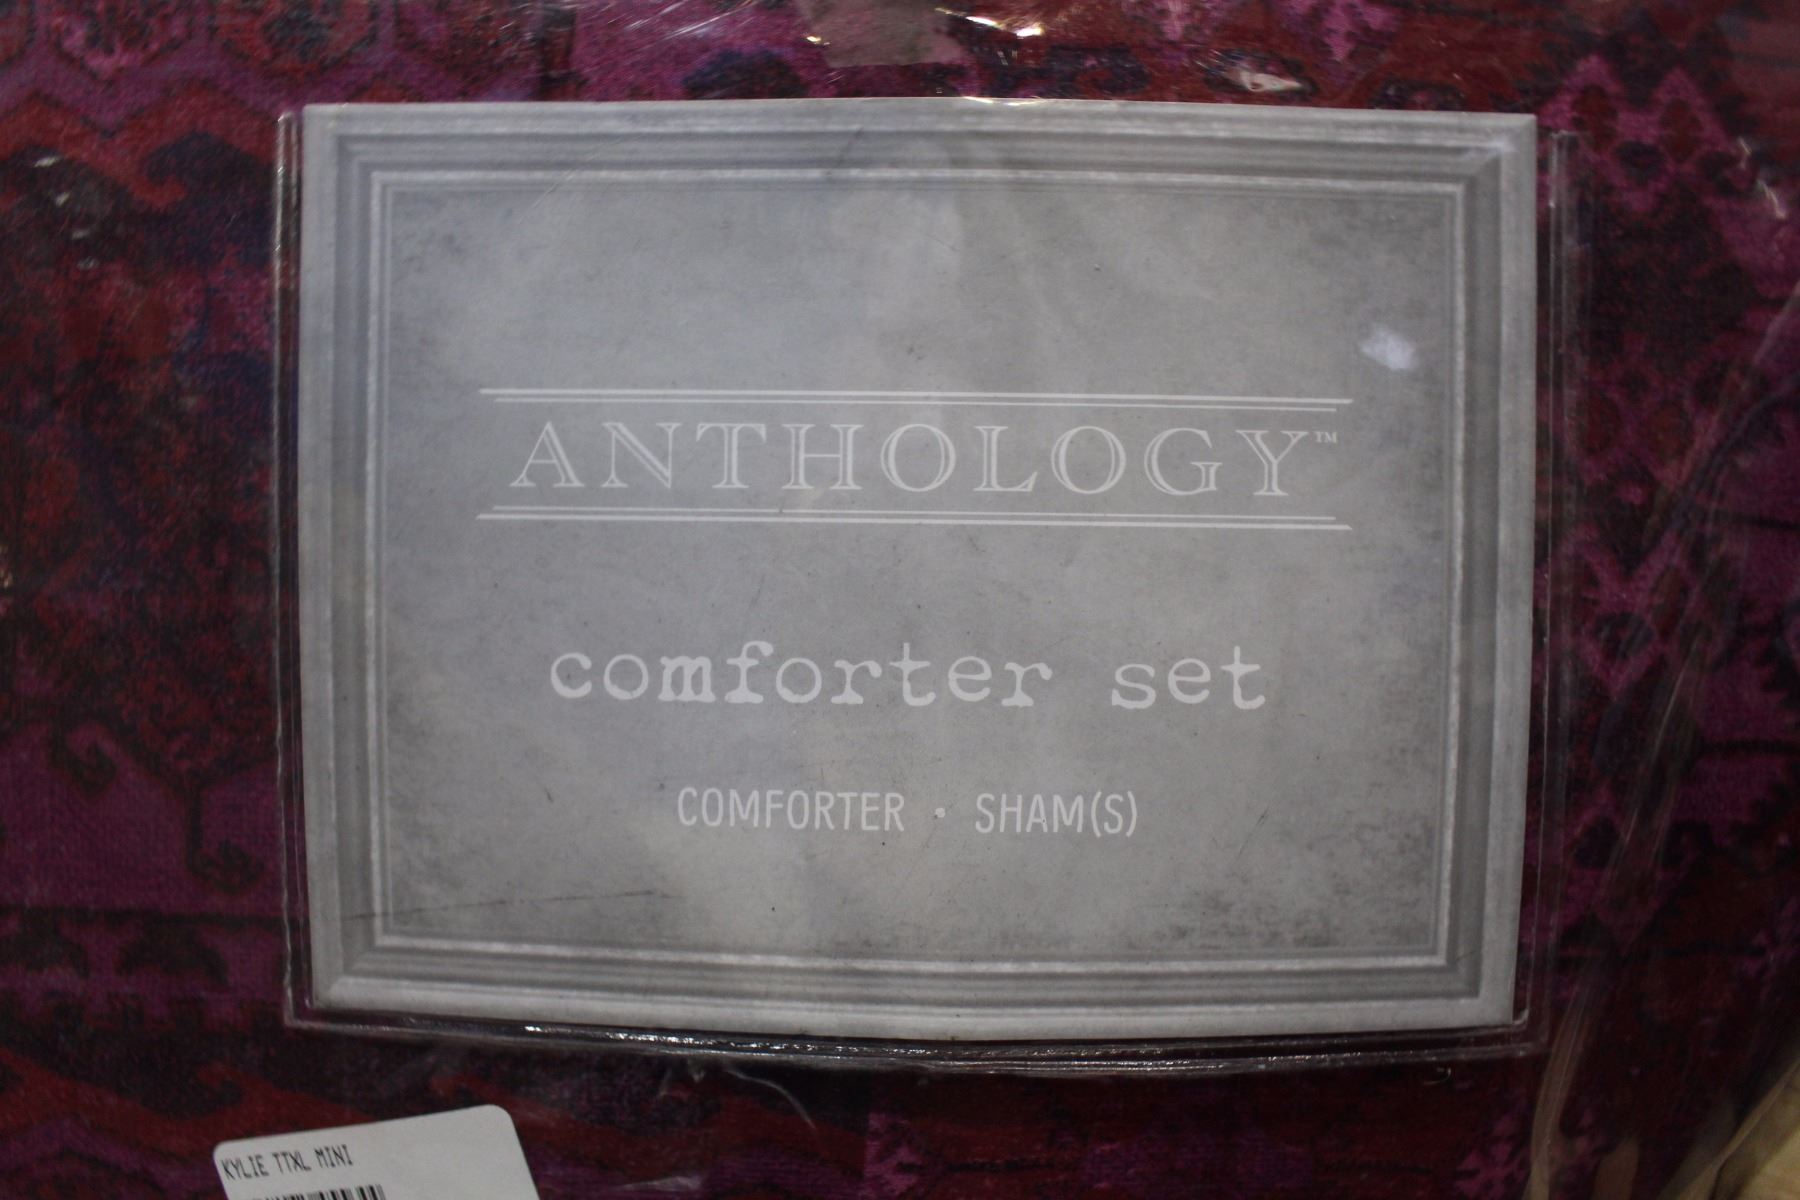 ANTHOLOGY™
comforter set
COMFORTER • SHAM(S)
KYLIE TTXL MINI